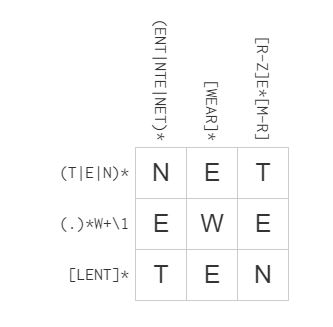 (ENT|NTE|NET)*
[WEAR]*
[R-Z]E*[M-R]
(T|E|N)* N E T
(.)*W+\1 E W E
[LENT]* T E N